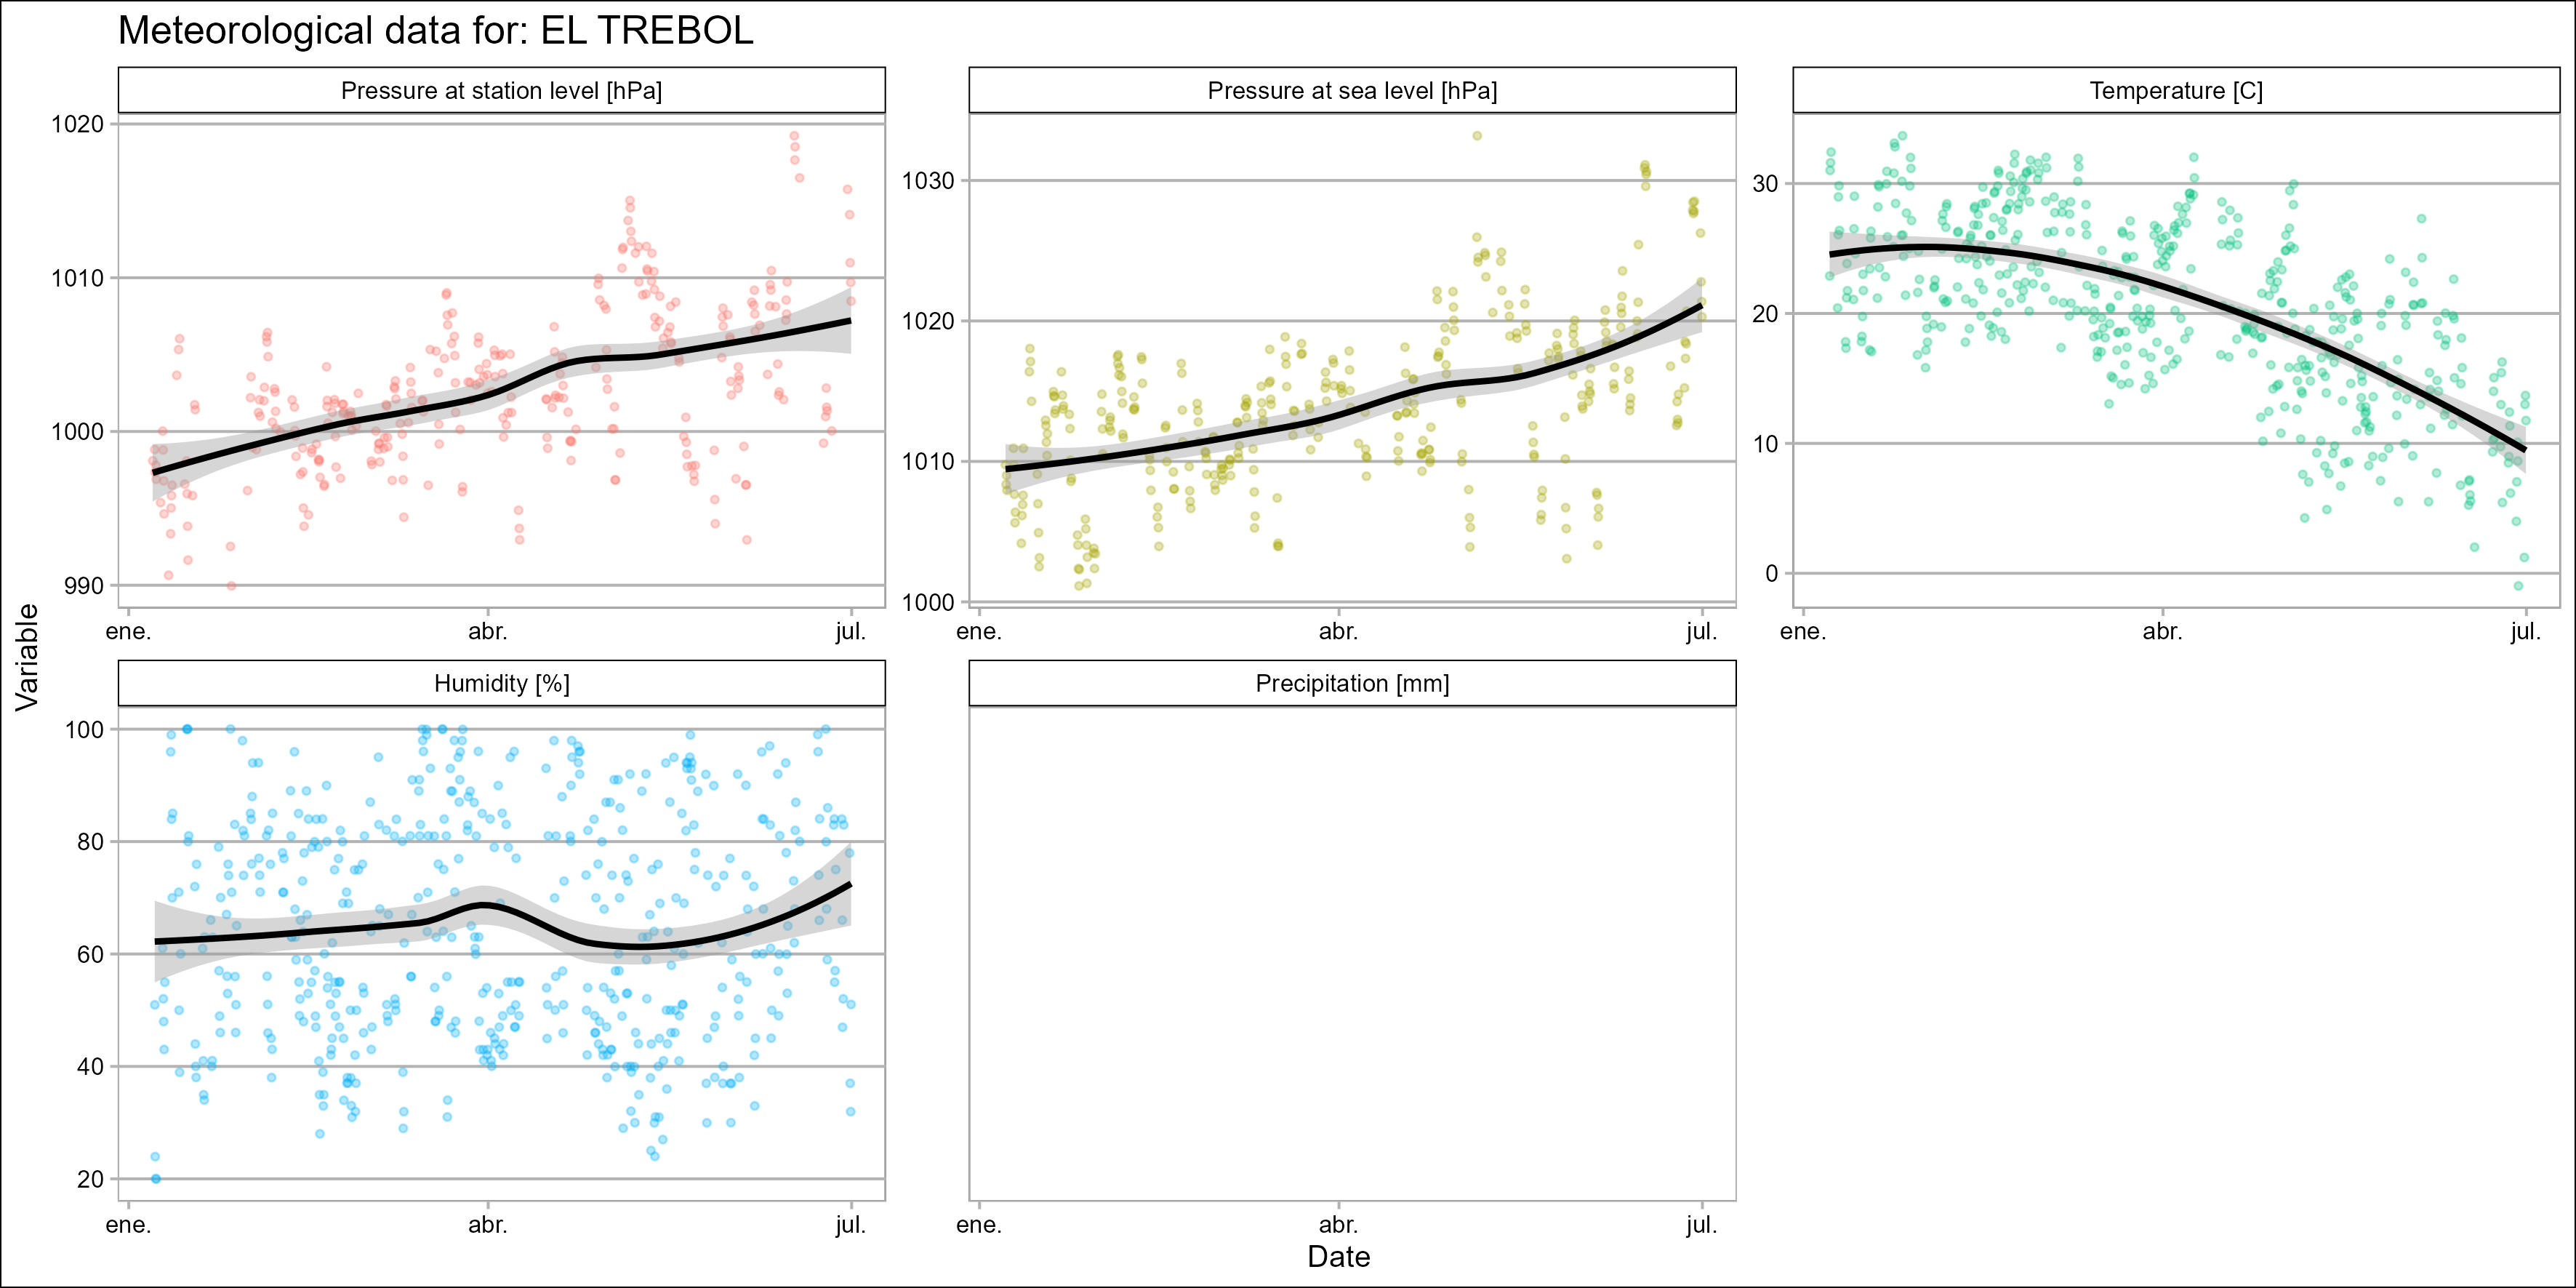 Meteorological data for: EL TREBOL
Pressure at station level [hPa]
Pressure at sea level [hPa]
Temperature [C]
1020
1010
1000
990
1030
1020
1010
1000
30
20
10
0
ene.
abr.
jul.
ene.
abr.
jul.
ene.
abr.
jul.
Variable
Humidity [%]
Precipitation [mm]
100
80
60
40
20
ene.
abr.
jul.
ene.
abr.
jul.
Date